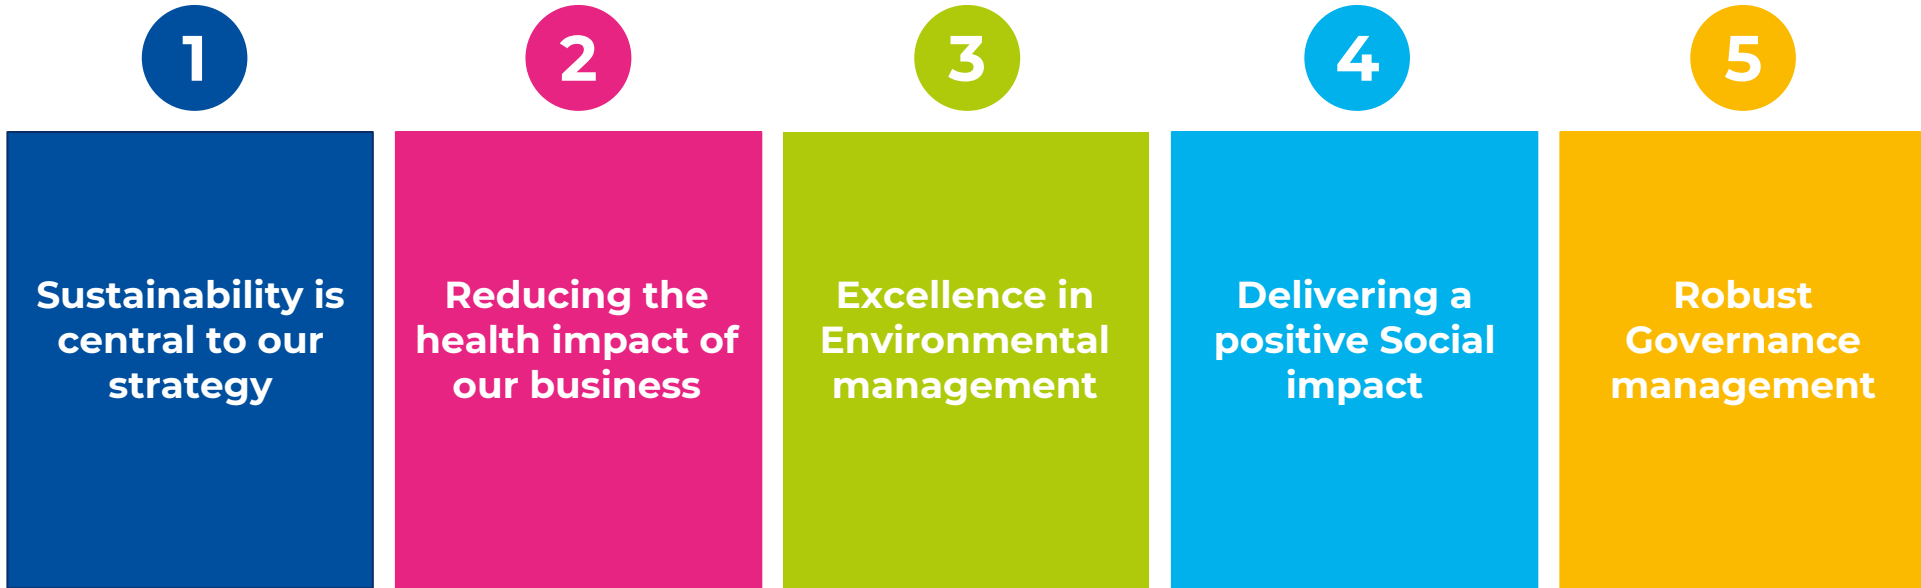 1
Sustainability is
central to our
strategy
2
Reducing the
health impact of
our business
3
Excellence in
Environmental
management
4
Delivering a
positive Social
impact
5
Robust
Governance
management